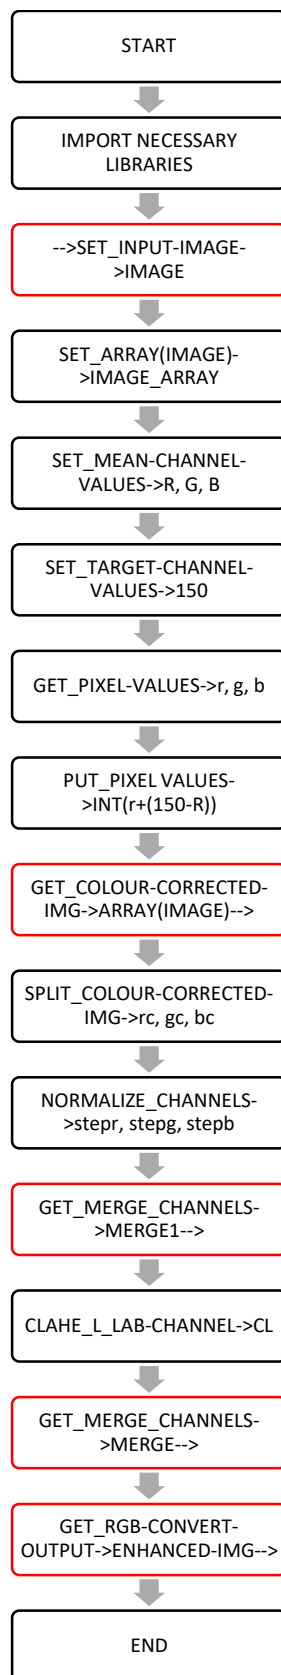 START
IMPORT NECESSARY
LIBRARIES
-->SET_INPUT-IMAGE-
>IMAGE
SET_ARRAY(IMAGE)-
>IMAGE_ARRAY
SET_MEAN-CHANNEL-
VALUES->R, G, B
SET_TARGET-CHANNEL-
VALUES->150
GET_PIXEL-VALUES->r, g, b
PUT_PIXEL VALUES-
>INT(r+(150-R))
GET_COLOUR-CORRECTED-
IMG->ARRAY(IMAGE)-->
SPLIT_COLOUR-CORRECTED-
IMG->rc, gc, bc
NORMALIZE_CHANNELS-
>stepr, stepg, stepb
GET_MERGE_CHANNELS-
>MERGE1-->
CLAHE_L_LAB-CHANNEL->CL
GET_MERGE_CHANNELS-
>MERGE-->
GET_RGB-CONVERT-
OUTPUT->ENHANCED-IMG-->
END